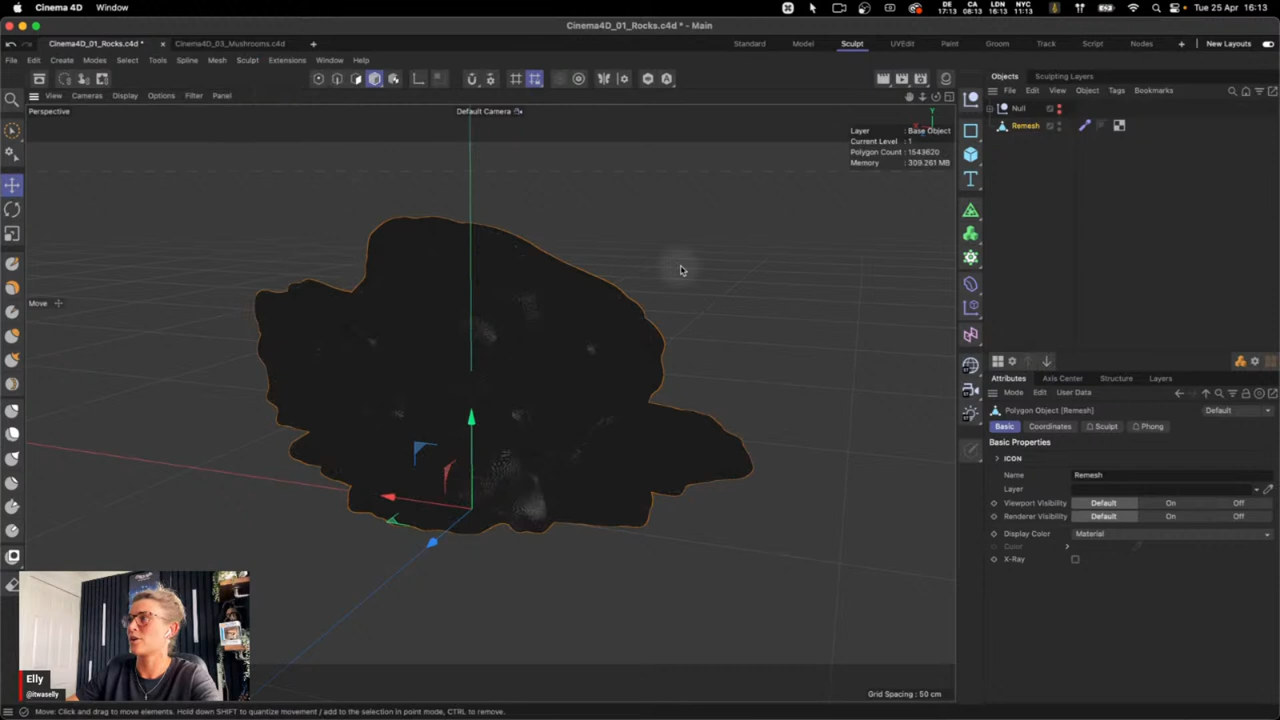 Cinema 4D Window
DE 17:13 CA 08:13 LDN 16:13 NYC 11:13
Tue 25 Apr 16:13
Cinema4D_01_Rocks.c4d * - Main
Cinema4D_01_Rocks.c4d * Cinema4D_03_Mushrooms.c4d
Standard Model Sculpt UVEdit Paint Groom Track Script Nodes New Layouts
File Edit Create Modes Select Tools Spline Mesh Sculpt Extensions Window Help
Objects Sculpting Layers
File Edit View Object Tags Bookmarks
View Cameras Display Options Filter Panel
Perspective
Default Camera
Null
Remesh
Y
Layer : Base Object
Current Level : 1
Polygon Count : 1543620
Memory : 309.261 MB
Move
Attributes Axis Center Structure Layers
Mode Edit User Data
Polygon Object [Remesh] Default
Basic Coordinates Sculpt Phong
Basic Properties
ICON
Name Remesh
Layer
Viewport Visibility Default On Off
Renderer Visibility Default On Off
Display Color Material
Color
X-Ray
Elly
@itwaselly
Grid Spacing : 50 cm
Move: Click and drag to move elements. Hold down SHIFT to quantize movement / add to the selection in point mode, CTRL to remove.